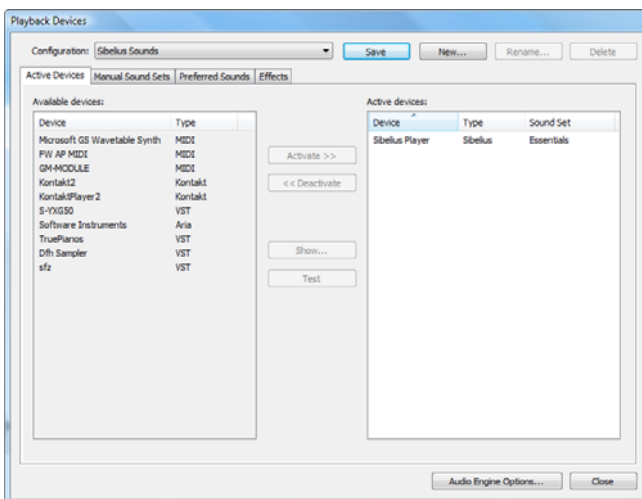 Playback Devices
Configuration: Sibelius Sounds Save New... Rename... Delete
Active Devices Manual Sound Sets Preferred Sounds Effects
Available devices: Active devices:
Device Type Device Type Sound Set
Microsoft GS Wavetable Synth MIDI Sibelius Player Sibelius Essentials
FW AP MIDI MIDI
GM-MODULE MIDI
Activate >>
Kontakt2 Kontakt
KontaktPlayer2 Kontakt
<< Deactivate
S-YXG50 VST
Software Instruments Aria
TruePianos VST
Dfh Sampler VST
Show...
sfz VST
Test
Audio Engine Options... Close